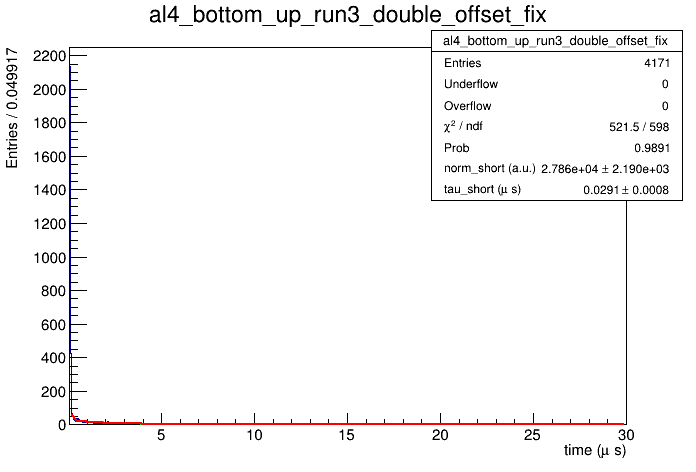 al4_bottom_up_run3_double_offset_fix
al4_bottom_up_run3_double_offset_fix
Entries 4171
Underflow 0
Overflow 0
χ² / ndf 521.5 / 598
Prob 0.9891
norm_short (a.u.) 2.786e+04 ± 2.190e+03
tau_short (μ s) 0.0291 ± 0.0008
Entries / 0.049917
2200
2000
1800
1600
1400
1200
1000
800
600
400
200
0
5 10 15 20 25 30
time (μ s)